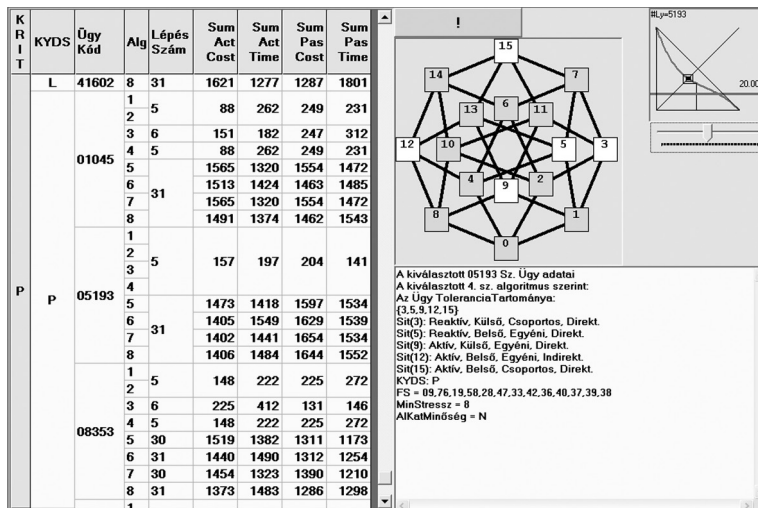 KRIT KYDS Ügy Kód Alg Lépés Szám Sum Act Cost Sum Act Time Sum Pas Cost Sum Pas Time
L 41602 8 31 1621 1277 1287 1801
P P
01045
1
2 5 88 262 249 231
3 6 151 182 247 312
4 5 88 262 249 231
5 1565 1320 1554 1472
6 31 1513 1424 1463 1485
7 1565 1320 1554 1472
8 1491 1374 1462 1543
05193
1
2 5 157 197 204 141
3
4
5 1473 1418 1597 1534
6 31 1405 1549 1629 1539
7 1402 1441 1654 1534
8 1406 1484 1644 1552
08353
1
2 5 148 222 225 272
3 6 225 412 131 146
4 5 148 222 225 272
5 30 1519 1382 1311 1173
6 31 1440 1490 1312 1254
7 30 1454 1323 1390 1210
8 31 1373 1483 1286 1298
1
!
15
14 7
13 6 11
12 10 5 3
4 9 2
8 1
0
#Ly=5193
20.00
A kiválasztott 05193 Sz. Ügy adatai
A kiválasztott 4. sz. algoritmus szerint:
Az Ügy ToleranciaTartománya:
{3,5,9,12,15}
Sit(3): Reaktív, Külső, Csoportos, Direkt.
Sit(5): Reaktív, Belső, Egyéni, Direkt.
Sit(9): Aktív, Külső, Egyéni, Direkt.
Sit(12): Aktív, Belső, Egyéni, Indirekt.
Sit(15): Aktív, Belső, Csoportos, Direkt.
KYDS: P
FS = 09,76,19,58,28,47,33,42,36,40,37,39,38
MinStressz = 8
AlKatMinőség = N